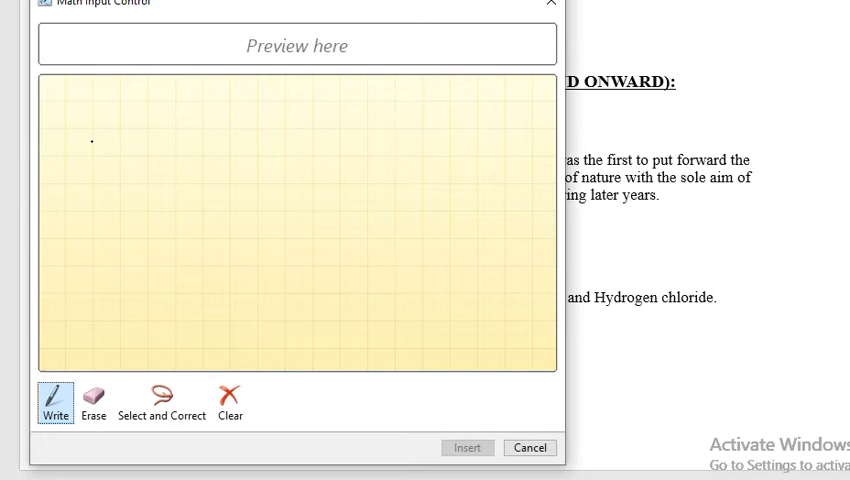 Math Input Control
Preview here
D ONWARD):
as the first to put forward the
of nature with the sole aim of
ring later years.
and Hydrogen chloride.
Write
Erase
Select and Correct
Clear
Insert
Cancel
Activate Windows
Go to Settings to activa